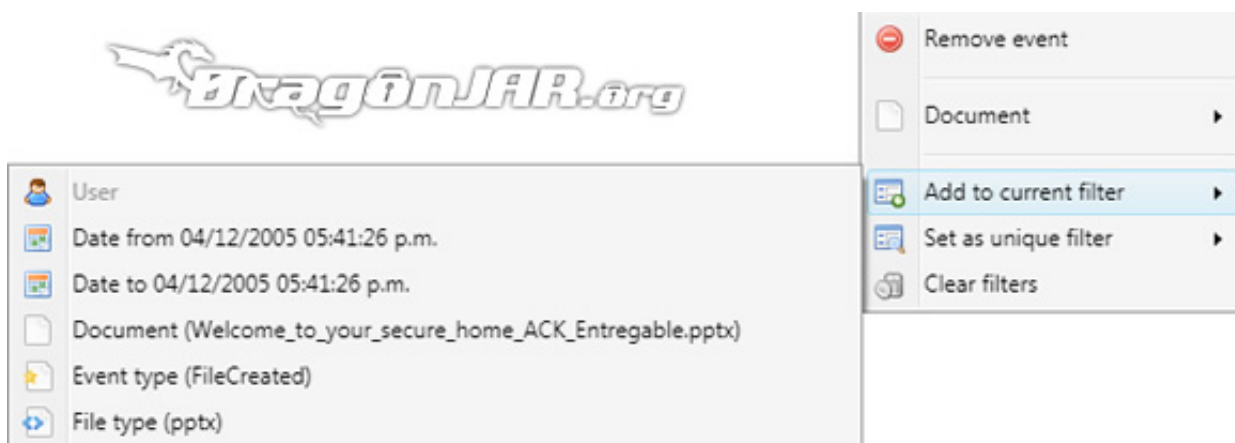 DragonJAR.org
Remove event
Document
Add to current filter
Set as unique filter
Clear filters
User
Date from 04/12/2005 05:41:26 p.m.
Date to 04/12/2005 05:41:26 p.m.
Document (Welcome_to_your_secure_home_ACK_Entregable.pptx)
Event type (FileCreated)
File type (pptx)